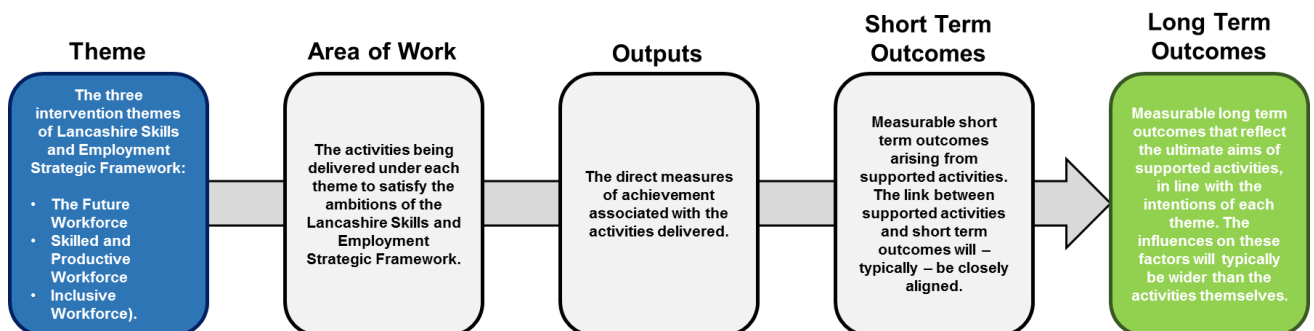 Theme
The three
intervention themes
of Lancashire Skills
and Employment
Strategic Framework:
• The Future
Workforce
• Skilled and
Productive
Workforce
• Inclusive
Workforce).
Area of Work
The activities being
delivered under each
theme to satisfy the
ambitions of the
Lancashire Skills and
Employment
Strategic Framework.
Outputs
The direct measures
of achievement
associated with the
activities delivered.
Short Term
Outcomes
Measurable short
term outcomes
arising from
supported activities.
The link between
supported activities
and short term
outcomes will –
typically – be closely
aligned.
Long Term
Outcomes
Measurable long term
outcomes that reflect
the ultimate aims of
supported activities,
in line with the
intentions of each
theme. The
influences on these
factors will typically
be wider than the
activities themselves.